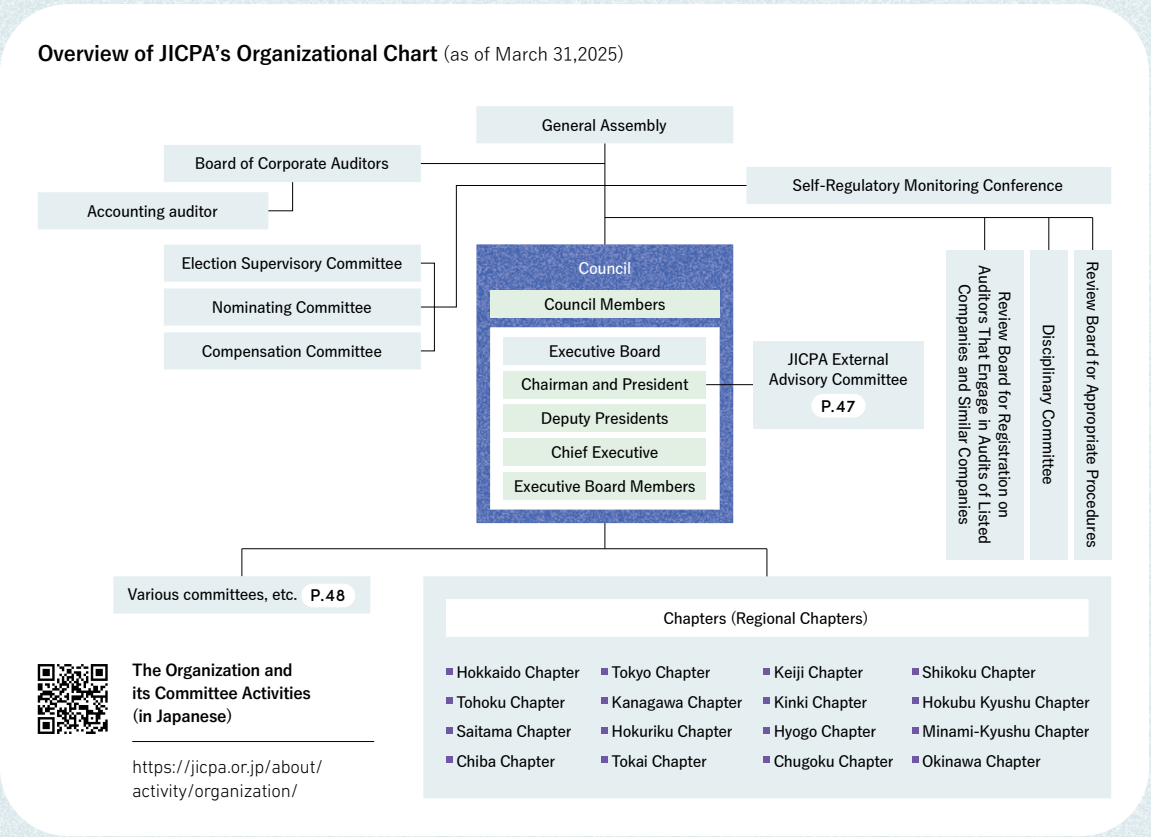 Overview of JICPA's Organizational Chart (as of March 31,2025)
General Assembly
Board of Corporate Auditors
Self-Regulatory Monitoring Conference
Accounting auditor
Election Supervisory Committee
Nominating Committee
Compensation Committee
Council
Council Members
Executive Board
Chairman and President
Deputy Presidents
Chief Executive
Executive Board Members
JICPA External
Advisory Committee
P.47
Review Board for Registration on
Auditors That Engage in Audits of Listed
Companies and Similar Companies
Disciplinary Committee
Review Board for Appropriate Procedures
Various committees, etc. P.48
Chapters (Regional Chapters)
Hokkaido Chapter
Tohoku Chapter
Saitama Chapter
Chiba Chapter
Tokyo Chapter
Kanagawa Chapter
Hokuriku Chapter
Tokai Chapter
Keiji Chapter
Kinki Chapter
Hyogo Chapter
Chugoku Chapter
Shikoku Chapter
Hokubu Kyushu Chapter
Minami-Kyushu Chapter
Okinawa Chapter
The Organization and
its Committee Activities
(in Japanese)
https://jicpa.or.jp/about/
activity/organization/